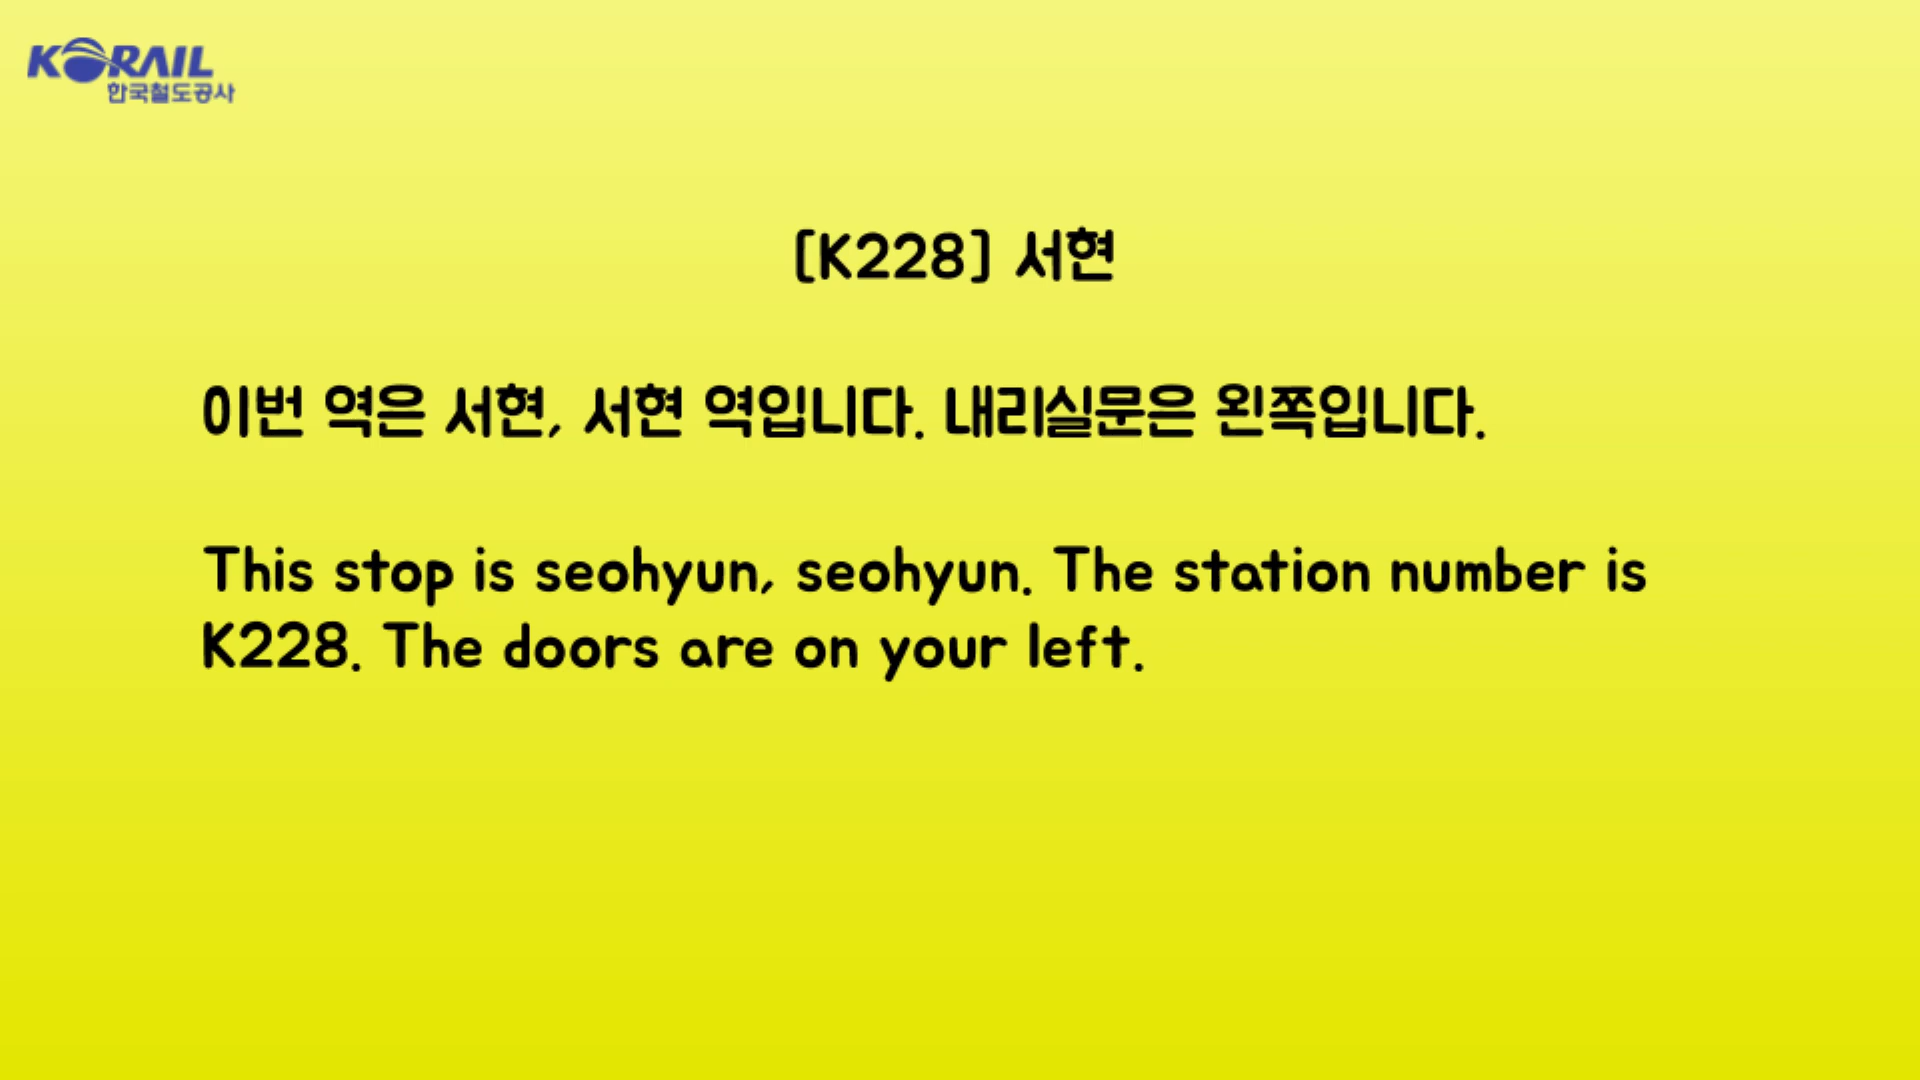 KORAIL
한국철도공사
[K228] 서현
이번 역은 서현, 서현 역입니다. 내리실문은 왼쪽입니다.
This stop is seohyun, seohyun. The station number is
K228. The doors are on your left.